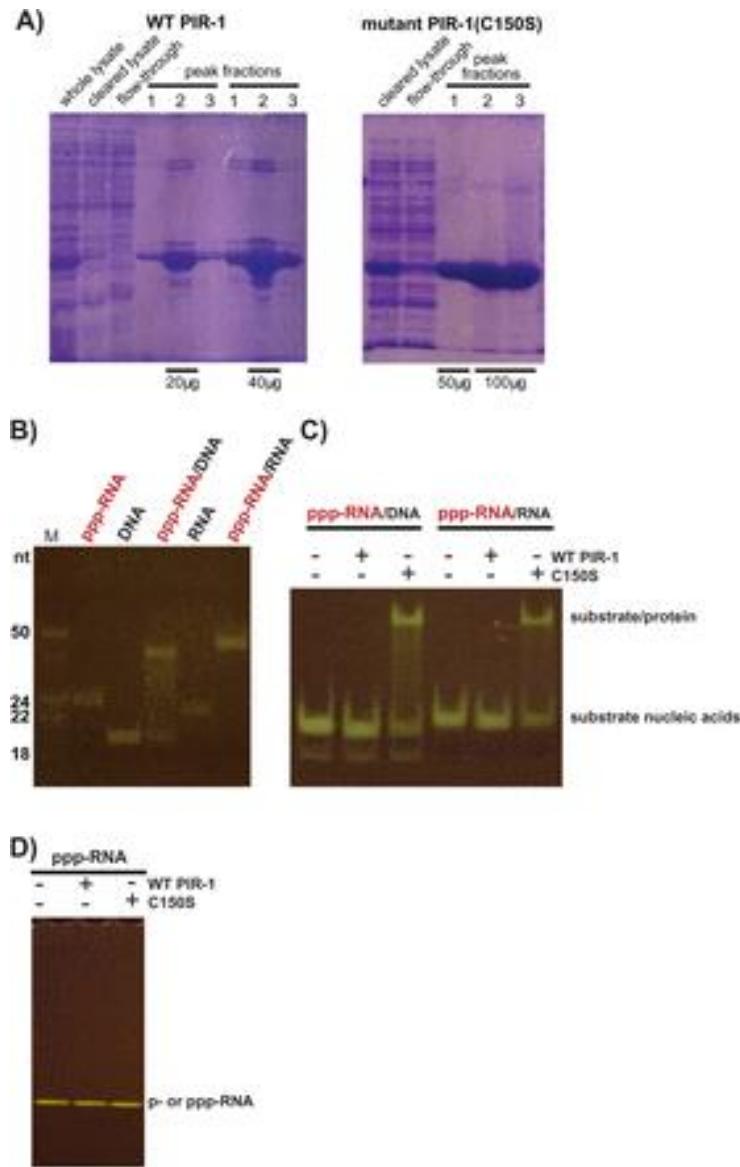 A)
WT PIR-1
mutant PIR-1(C150S)
whole lysate
cleared lysate
flow-through
peak fractions
1 2 3 1 2 3
cleared lysate
flow-through
peak
fractions
1 2 3
20µg 40µg
50µg 100µg
B)
M
ppp-RNA
DNA
ppp-RNA/DNA
RNA
ppp-RNA/RNA
nt
50
24
22
18
C)
ppp-RNA/DNA ppp-RNA/RNA
- + - - + - WT PIR-1
- - + - - + C150S
substrate/protein
substrate nucleic acids
D)
ppp-RNA
- + - WT PIR-1
- - + C150S
p- or ppp-RNA